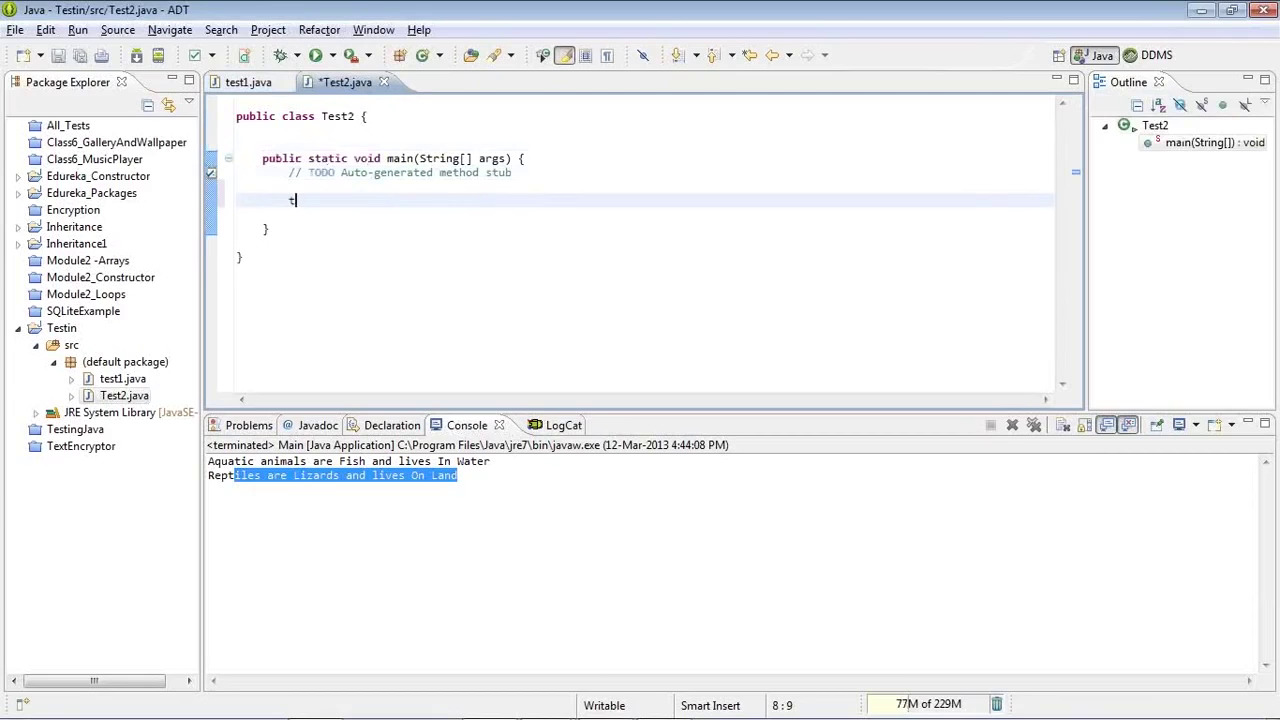 Java - Testin/src/Test2.java - ADT
File Edit Run Source Navigate Search Project Refactor Window Help
Java DDMS
Package Explorer
test1.java
*Test2.java
Outline
All_Tests
Class6_GalleryAndWallpaper
Class6_MusicPlayer
Edureka_Constructor
Edureka_Packages
Encryption
Inheritance
Inheritance1
Module2 -Arrays
Module2_Constructor
Module2_Loops
SQLiteExample
Testin
src
(default package)
test1.java
Test2.java
JRE System Library [JavaSE-
TestingJava
TextEncryptor
public class Test2 {
public static void main(String[] args) {
// TODO Auto-generated method stub
t
}
}
Test2
main(String[]) : void
Problems Javadoc Declaration Console LogCat
<terminated> Main [Java Application] C:\Program Files\Java\jre7\bin\javaw.exe (12-Mar-2013 4:44:08 PM)
Aquatic animals are Fish and lives In Water
Reptiles are Lizards and lives On Land
Writable Smart Insert 8 : 9 77M of 229M